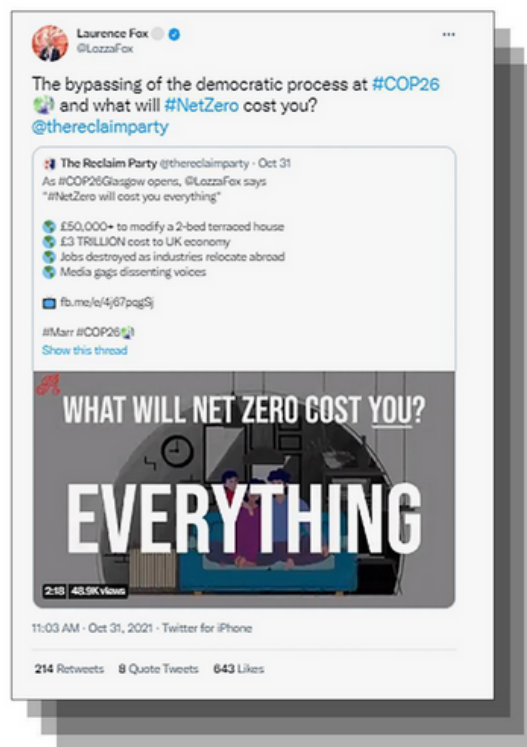 Laurence Fox
@LozzaFox
The bypassing of the democratic process at #COP26
and what will #NetZero cost you?
@thereclaimparty
The Reclaim Party @thereclaimparty · Oct 31
As #COP26Glasgow opens, @LozzaFox says
"#NetZero will cost you everything"
£50,000+ to modify a 2-bed terraced house
£3 TRILLION cost to UK economy
Jobs destroyed as industries relocate abroad
Media gags dissenting voices
fb.me/e/4j67pqgSj
#Marr #COP26
Show this thread
WHAT WILL NET ZERO COST YOU?
EVERYTHING
2:18 48.9K views
11:03 AM · Oct 31, 2021 · Twitter for iPhone
214 Retweets 8 Quote Tweets 643 Likes